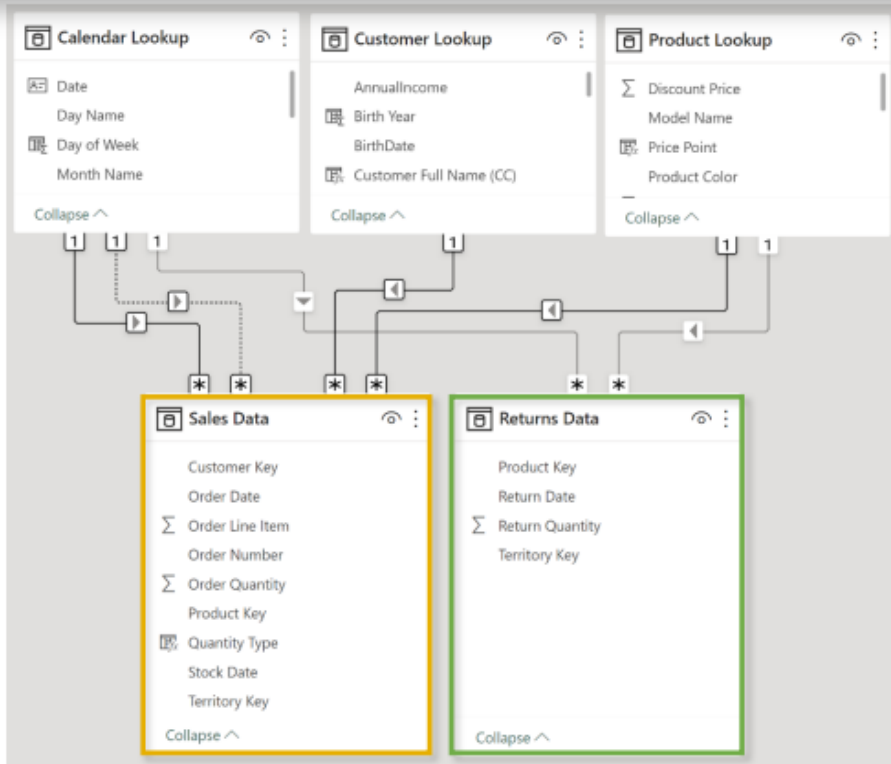 Calendar Lookup
Date
Day Name
Day of Week
Month Name
Collapse
Customer Lookup
AnnualIncome
Birth Year
BirthDate
Customer Full Name (CC)
Collapse
Product Lookup
Discount Price
Model Name
Price Point
Product Color
Collapse
1 1 1 1 1 1
* * * * * *
Sales Data
Customer Key
Order Date
Order Line Item
Order Number
Order Quantity
Product Key
Quantity Type
Stock Date
Territory Key
Collapse
Returns Data
Product Key
Return Date
Return Quantity
Territory Key
Collapse